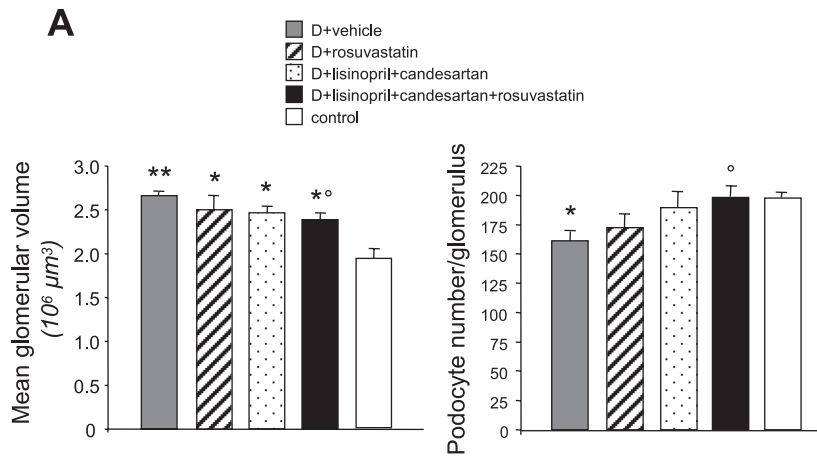 A
D+vehicle
D+rosuvastatin
D+lisinopril+candesartan
D+lisinopril+candesartan+rosuvastatin
control
Mean glomerular volume
(10⁶ µm³)
3.0
2.5
2.0
1.0
1.0
0.5
0
**
*
*
*°
Podocyte number/glomerulus
225
200
175
150
125
100
75
50
25
0
*
°